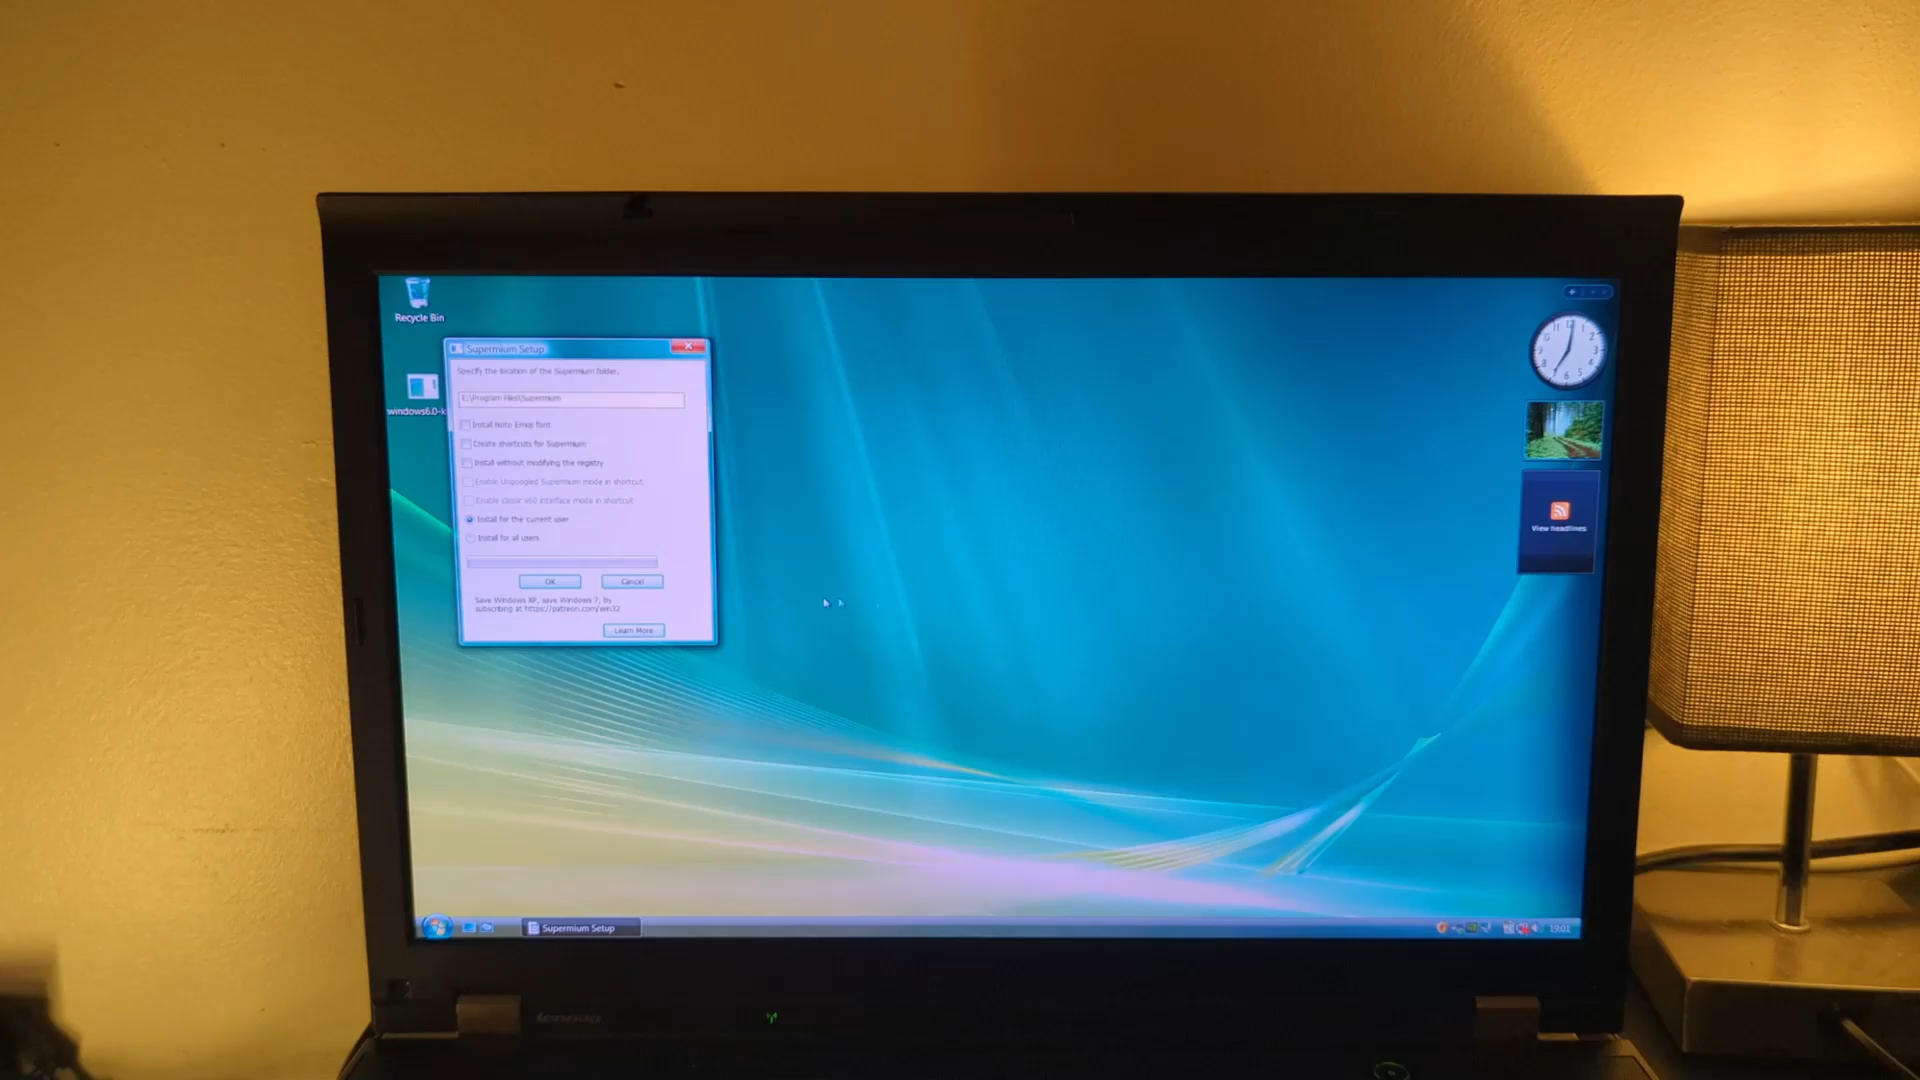 Recycle Bin
Supermium Setup
Specify the location of the Supermium folder.
E:\Program Files\Supermium
windows6.0-k
Install Noto Emoji font
Create shortcuts for Supermium
Install without modifying the registry
Enable Ungoogled Supermium mode in shortcut
Enable classic v60 interface mode in shortcut
Install for the current user
Install for all users
OK
Cancel
Save Windows XP, save Windows 7, by
subscribing at https://patreon.com/win32
Learn More
View headlines
Supermium Setup
19:01
lenovo